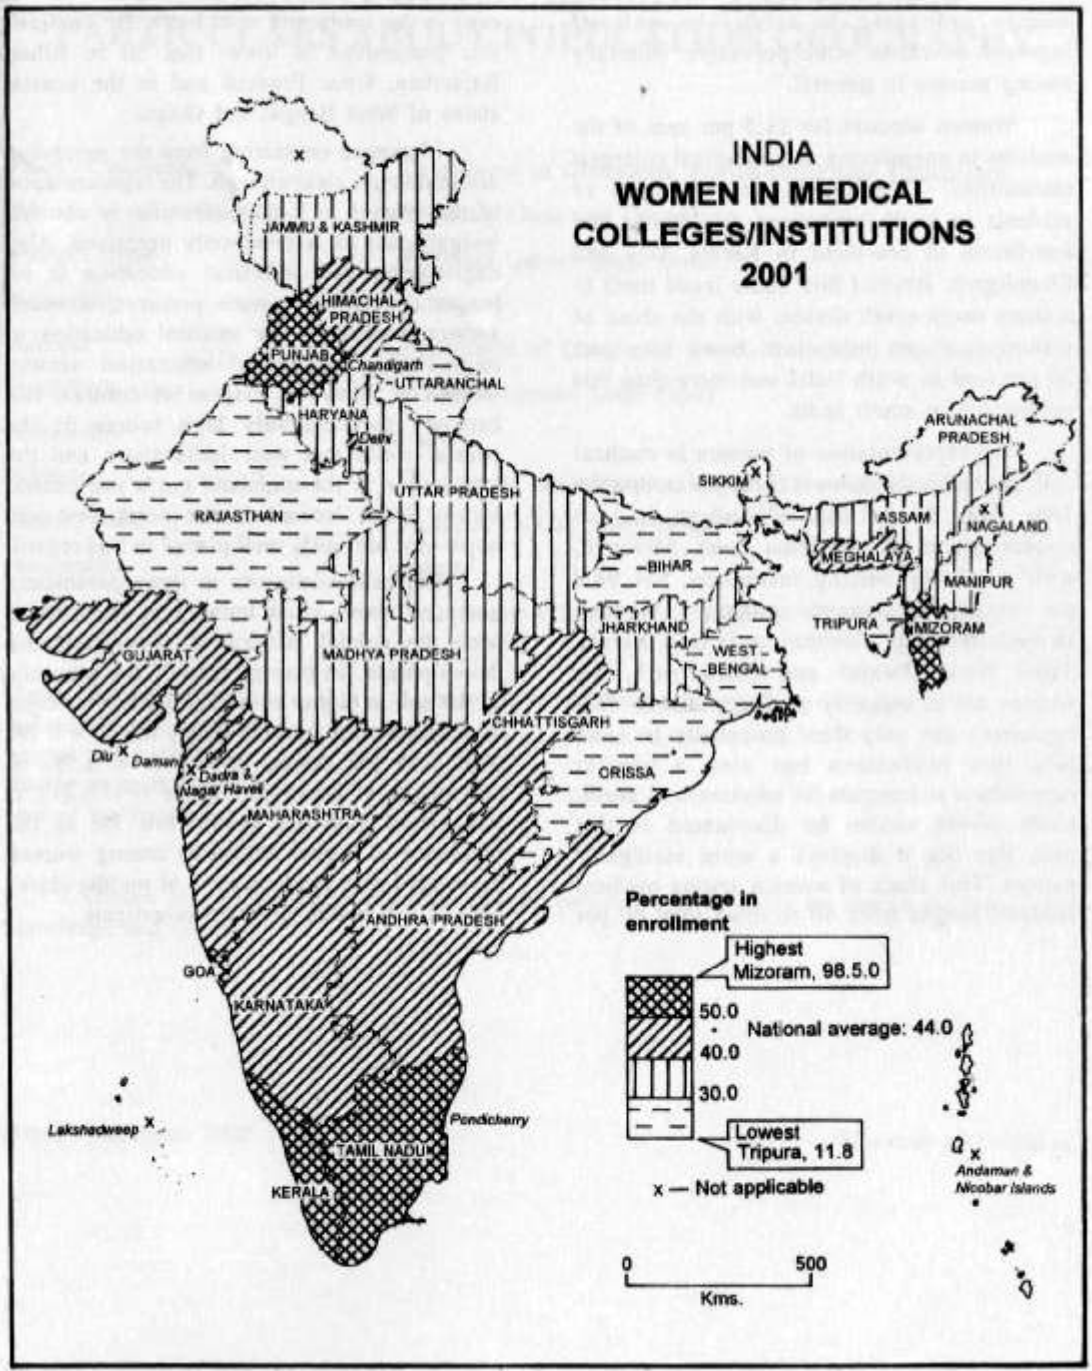 INDIA
WOMEN IN MEDICAL
COLLEGES/INSTITUTIONS
2001
JAMMU & KASHMIR
HIMACHAL
PRADESH
PUNJAB
Chandigarh
UTTARANCHAL
HARYANA
Delhi
ARUNACHAL
PRADESH
SIKKIM
UTTAR PRADESH
RAJASTHAN
ASSAM
NAGALAND
MEGHALAYA
BIHAR
MANIPUR
TRIPURA
MIZORAM
JHARKHAND
GUJARAT
MADHYA PRADESH
WEST
BENGAL
CHHATTISGARH
Diu
Daman
Dadra &
Nagar Haveli
ORISSA
MAHARASHTRA
ANDHRA PRADESH
GOA
KARNATAKA
Lakshadweep
Pondicherry
TAMIL NADU
KERALA
Percentage in
enrollment
Highest
Mizoram, 98.5.0
50.0
National average: 44.0
40.0
30.0
Lowest
Tripura, 11.8
x — Not applicable
Andaman &
Nicobar Islands
0 500
Kms.